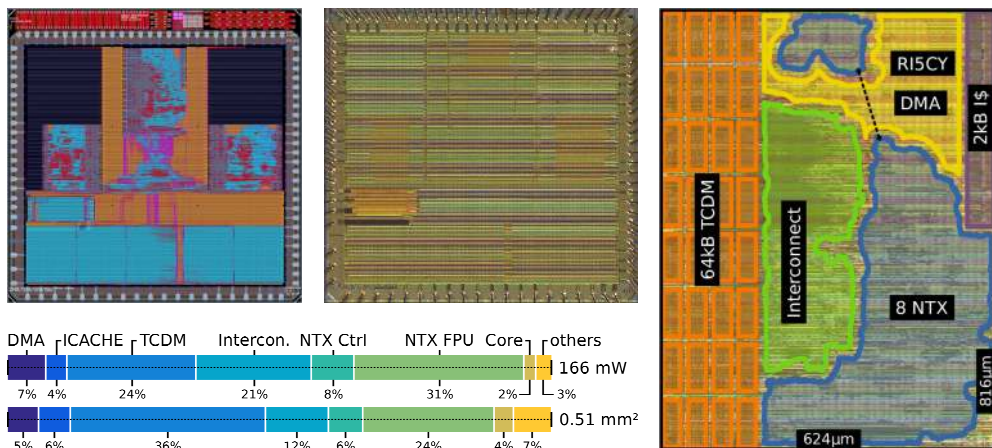 RI5CY
DMA
2kB I$
64kB TCDM
Interconnect
8 NTX
816µm
624µm
DMA ICACHE TCDM Intercon. NTX Ctrl NTX FPU Core others
166 mW
7% 4% 24% 21% 8% 31% 2% 3%
0.51 mm²
5% 6% 36% 12% 6% 24% 4% 7%